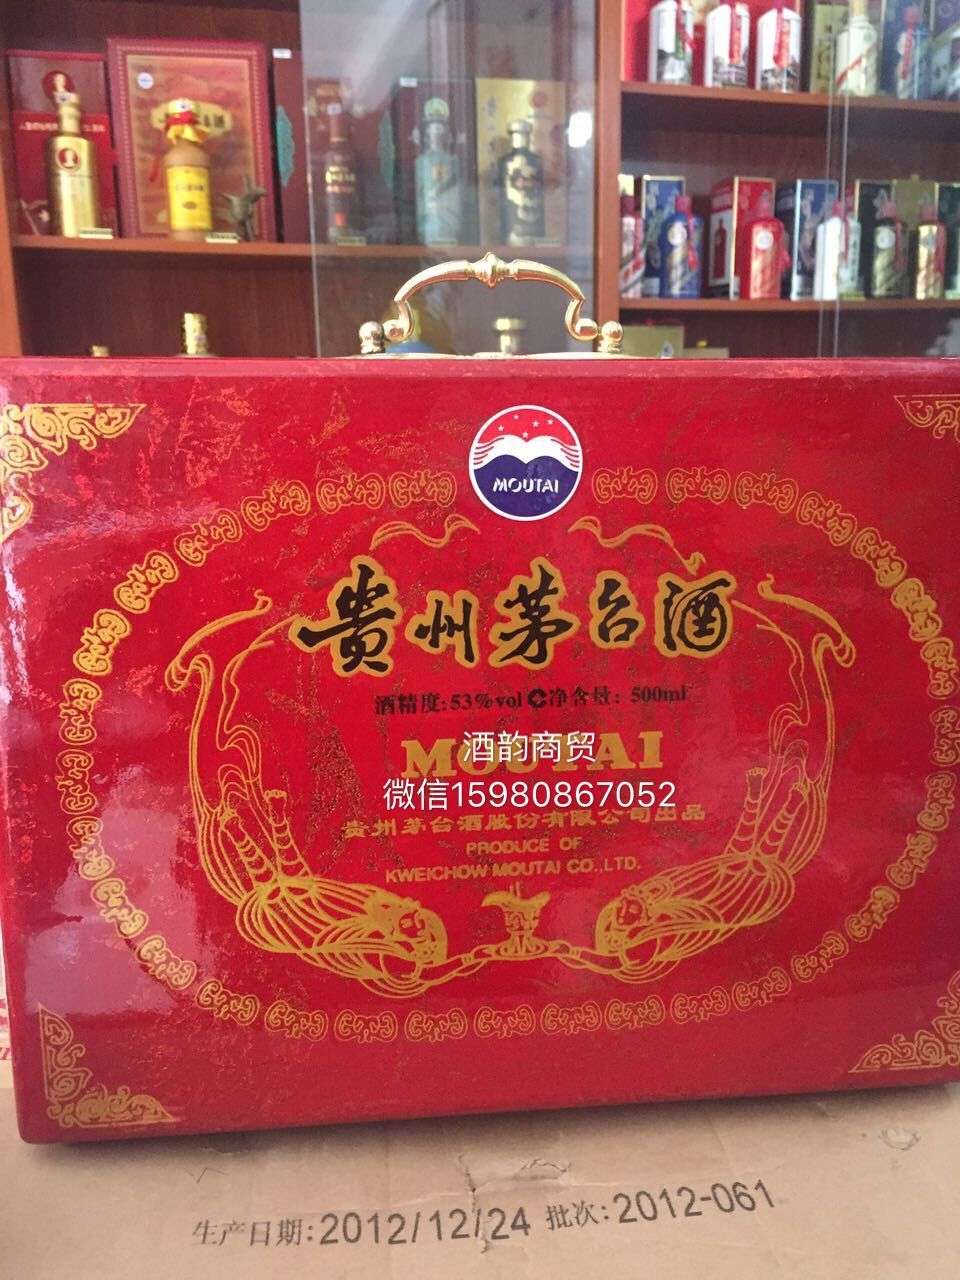 MOUTAI
贵州茅台酒
酒精度:53%vol 净含量: 500ml
MOUTAI
酒韵商贸
微信15980867052
贵州茅台酒股份有限公司出品
PRODUCE OF
KWEICHOW MOUTAI CO.,LTD.
生产日期:2012/12/24 批次:2012-061